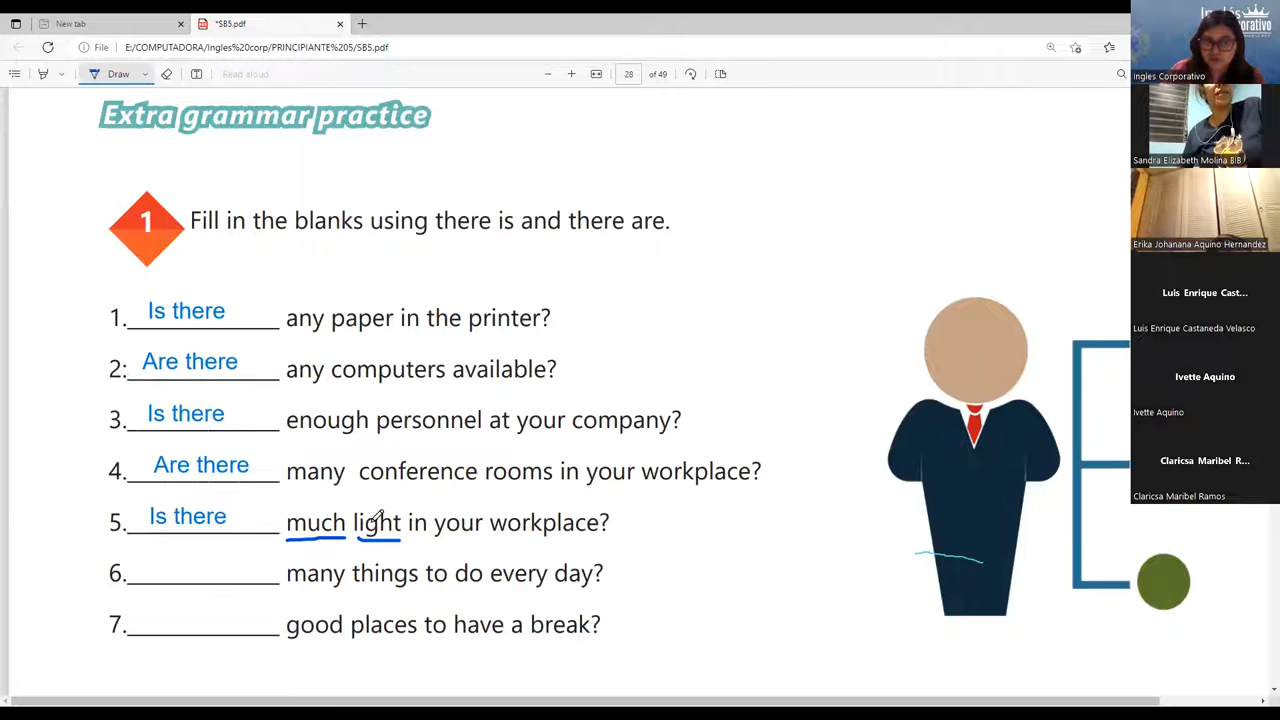 New tab
*SB5.pdf
File
E:/COMPUTADORA/Ingles%20corp/PRINCIPIANTE%205/SB5.pdf
Draw
Read aloud
28
of 49
Extra grammar practice
1
Fill in the blanks using there is and there are.
1. Is there any paper in the printer?
2: Are there any computers available?
3. Is there enough personnel at your company?
4. Are there many conference rooms in your workplace?
5. Is there much light in your workplace?
6.____________ many things to do every day?
7.____________ good places to have a break?
Inglés
Ingles Corporativo
Sandra Elizabeth Molina BIB
Erika Johanana Aquino Hernandez
Luis Enrique Cast...
Luis Enrique Castaneda Velasco
Ivette Aquino
Ivette Aquino
Claricsa Maribel R...
Claricsa Maribel Ramos